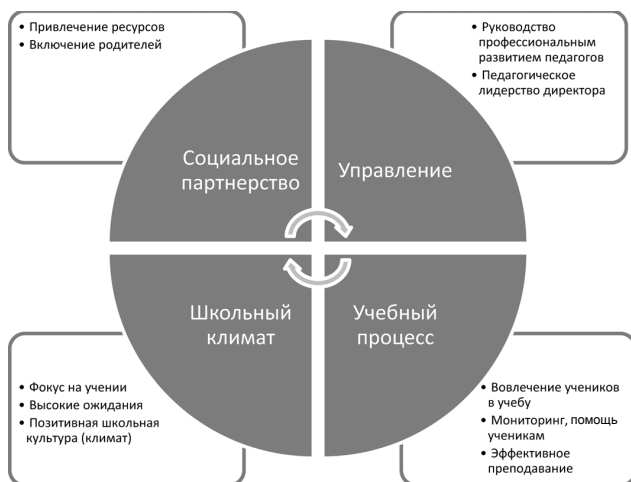 • Привлечение ресурсов
• Включение родителей
• Руководство
профессиональным
развитием педагогов
• Педагогическое
лидерство директора
Социальное
партнерство
Управление
Школьный
климат
Учебный
процесс
• Фокус на учении
• Высокие ожидания
• Позитивная школьная
культура (климат)
• Вовлечение учеников
в учебу
• Мониторинг, помощь
ученикам
• Эффективное
преподавание